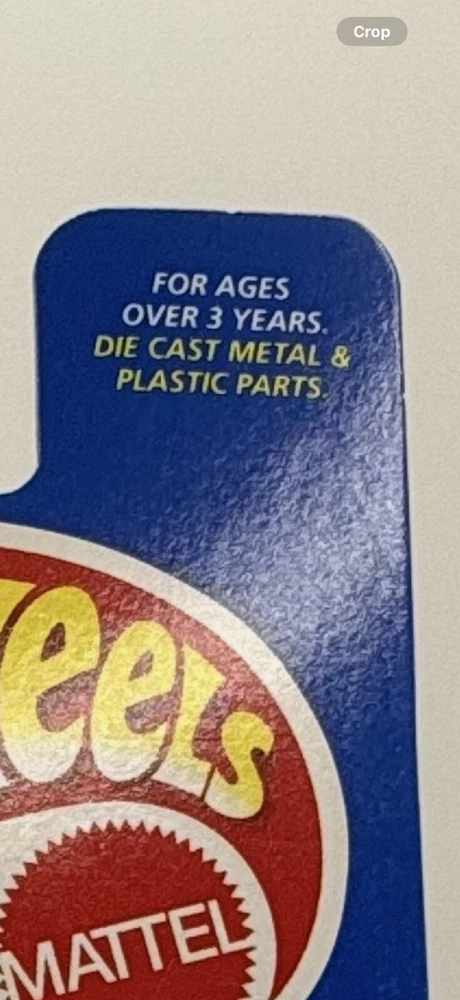 Crop
FOR AGES
OVER 3 YEARS.
DIE CAST METAL &
PLASTIC PARTS.
eels
MATTEL